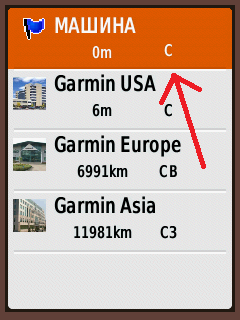 МАШИНА
0m C
Garmin USA
6m С
Garmin Europe
6991km СВ
Garmin Asia
11981km СЗ